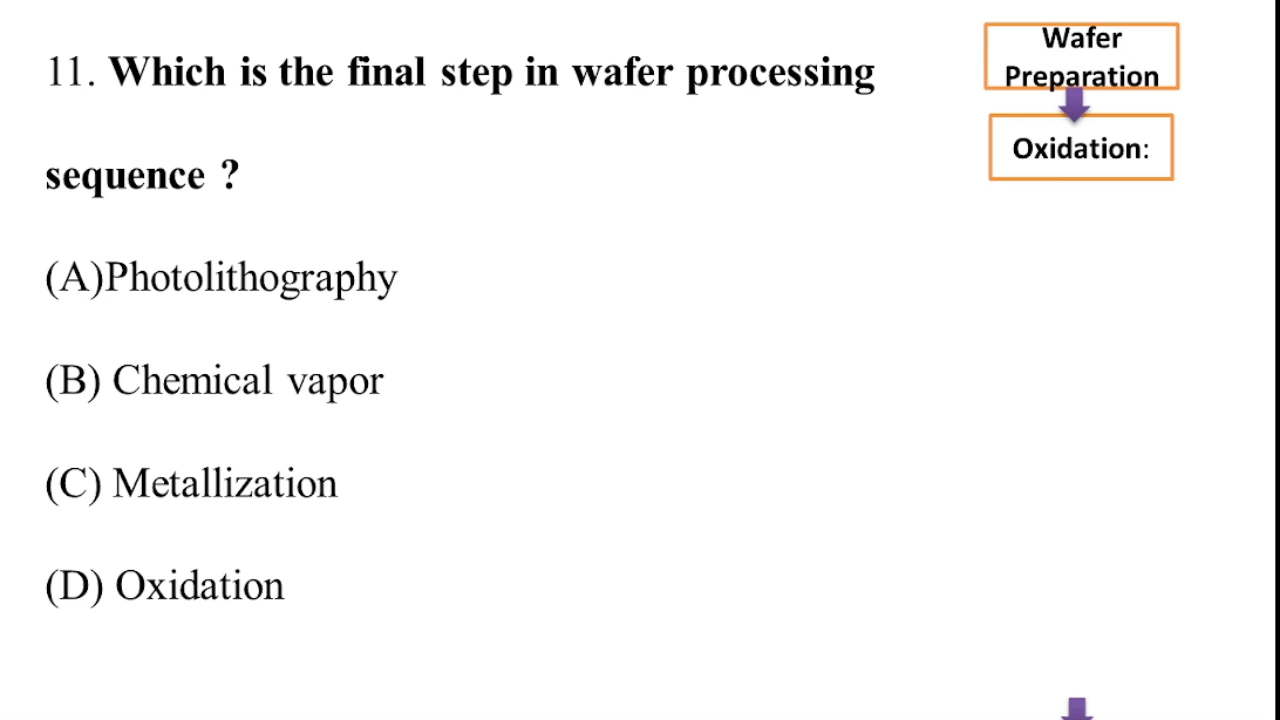 11. Which is the final step in wafer processing
sequence ?
(A)Photolithography
(B) Chemical vapor
(C) Metallization
(D) Oxidation
Wafer
Preparation
Oxidation: